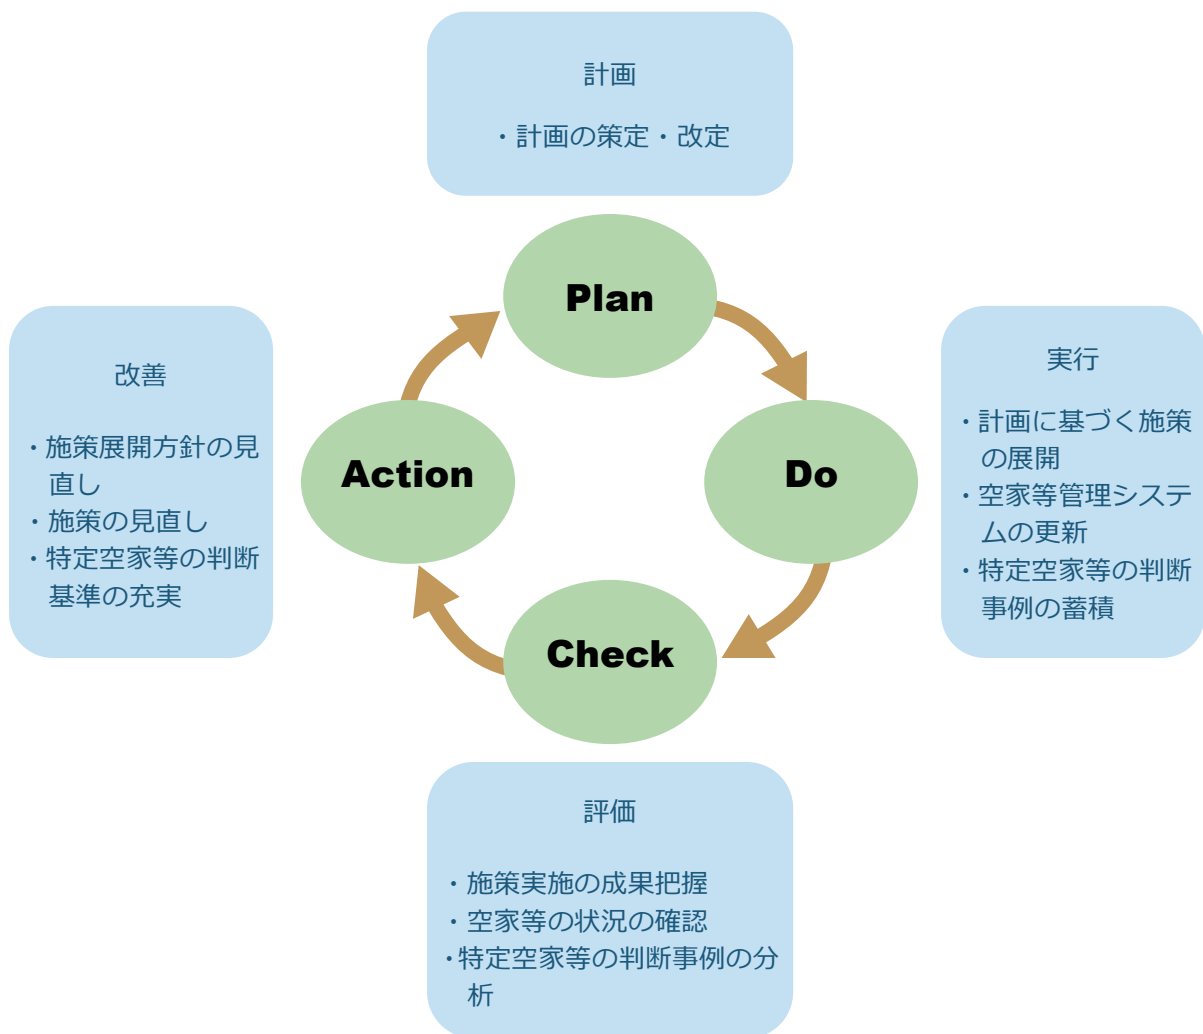 計画
・計画の策定・改定
Plan
改善
・施策展開方針の見
直し
・施策の見直し
・特定空家等の判断
基準の充実
Action
Do
実行
・計画に基づく施策
の展開
・空家等管理システ
ムの更新
・特定空家等の判断
事例の蓄積
Check
評価
・施策実施の成果把握
・空家等の状況の確認
・特定空家等の判断事例の分
析